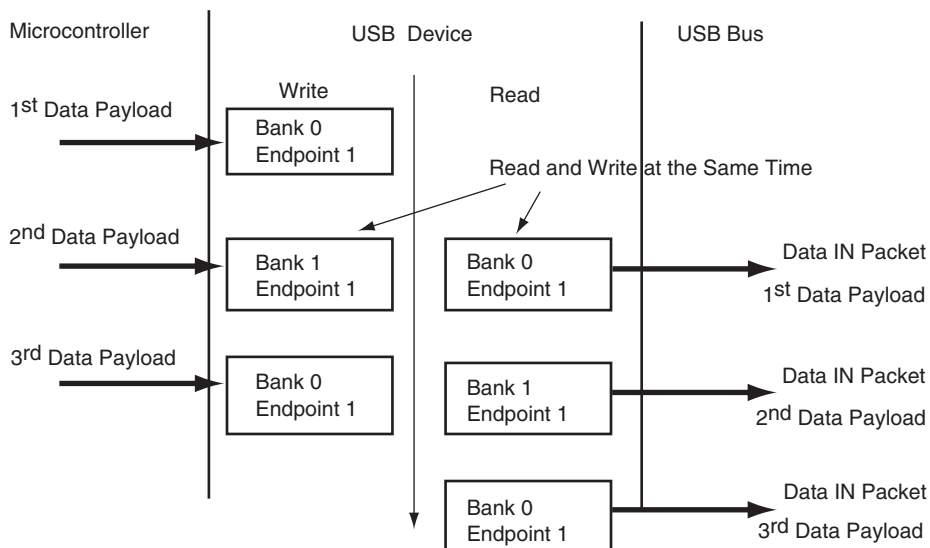 Microcontroller
USB Device
USB Bus
Write
Read
1st Data Payload
Bank 0
Endpoint 1
Read and Write at the Same Time
2nd Data Payload
Bank 1
Endpoint 1
Bank 0
Endpoint 1
Data IN Packet
1st Data Payload
3rd Data Payload
Bank 0
Endpoint 1
Bank 1
Endpoint 1
Data IN Packet
2nd Data Payload
Bank 0
Endpoint 1
Data IN Packet
3rd Data Payload